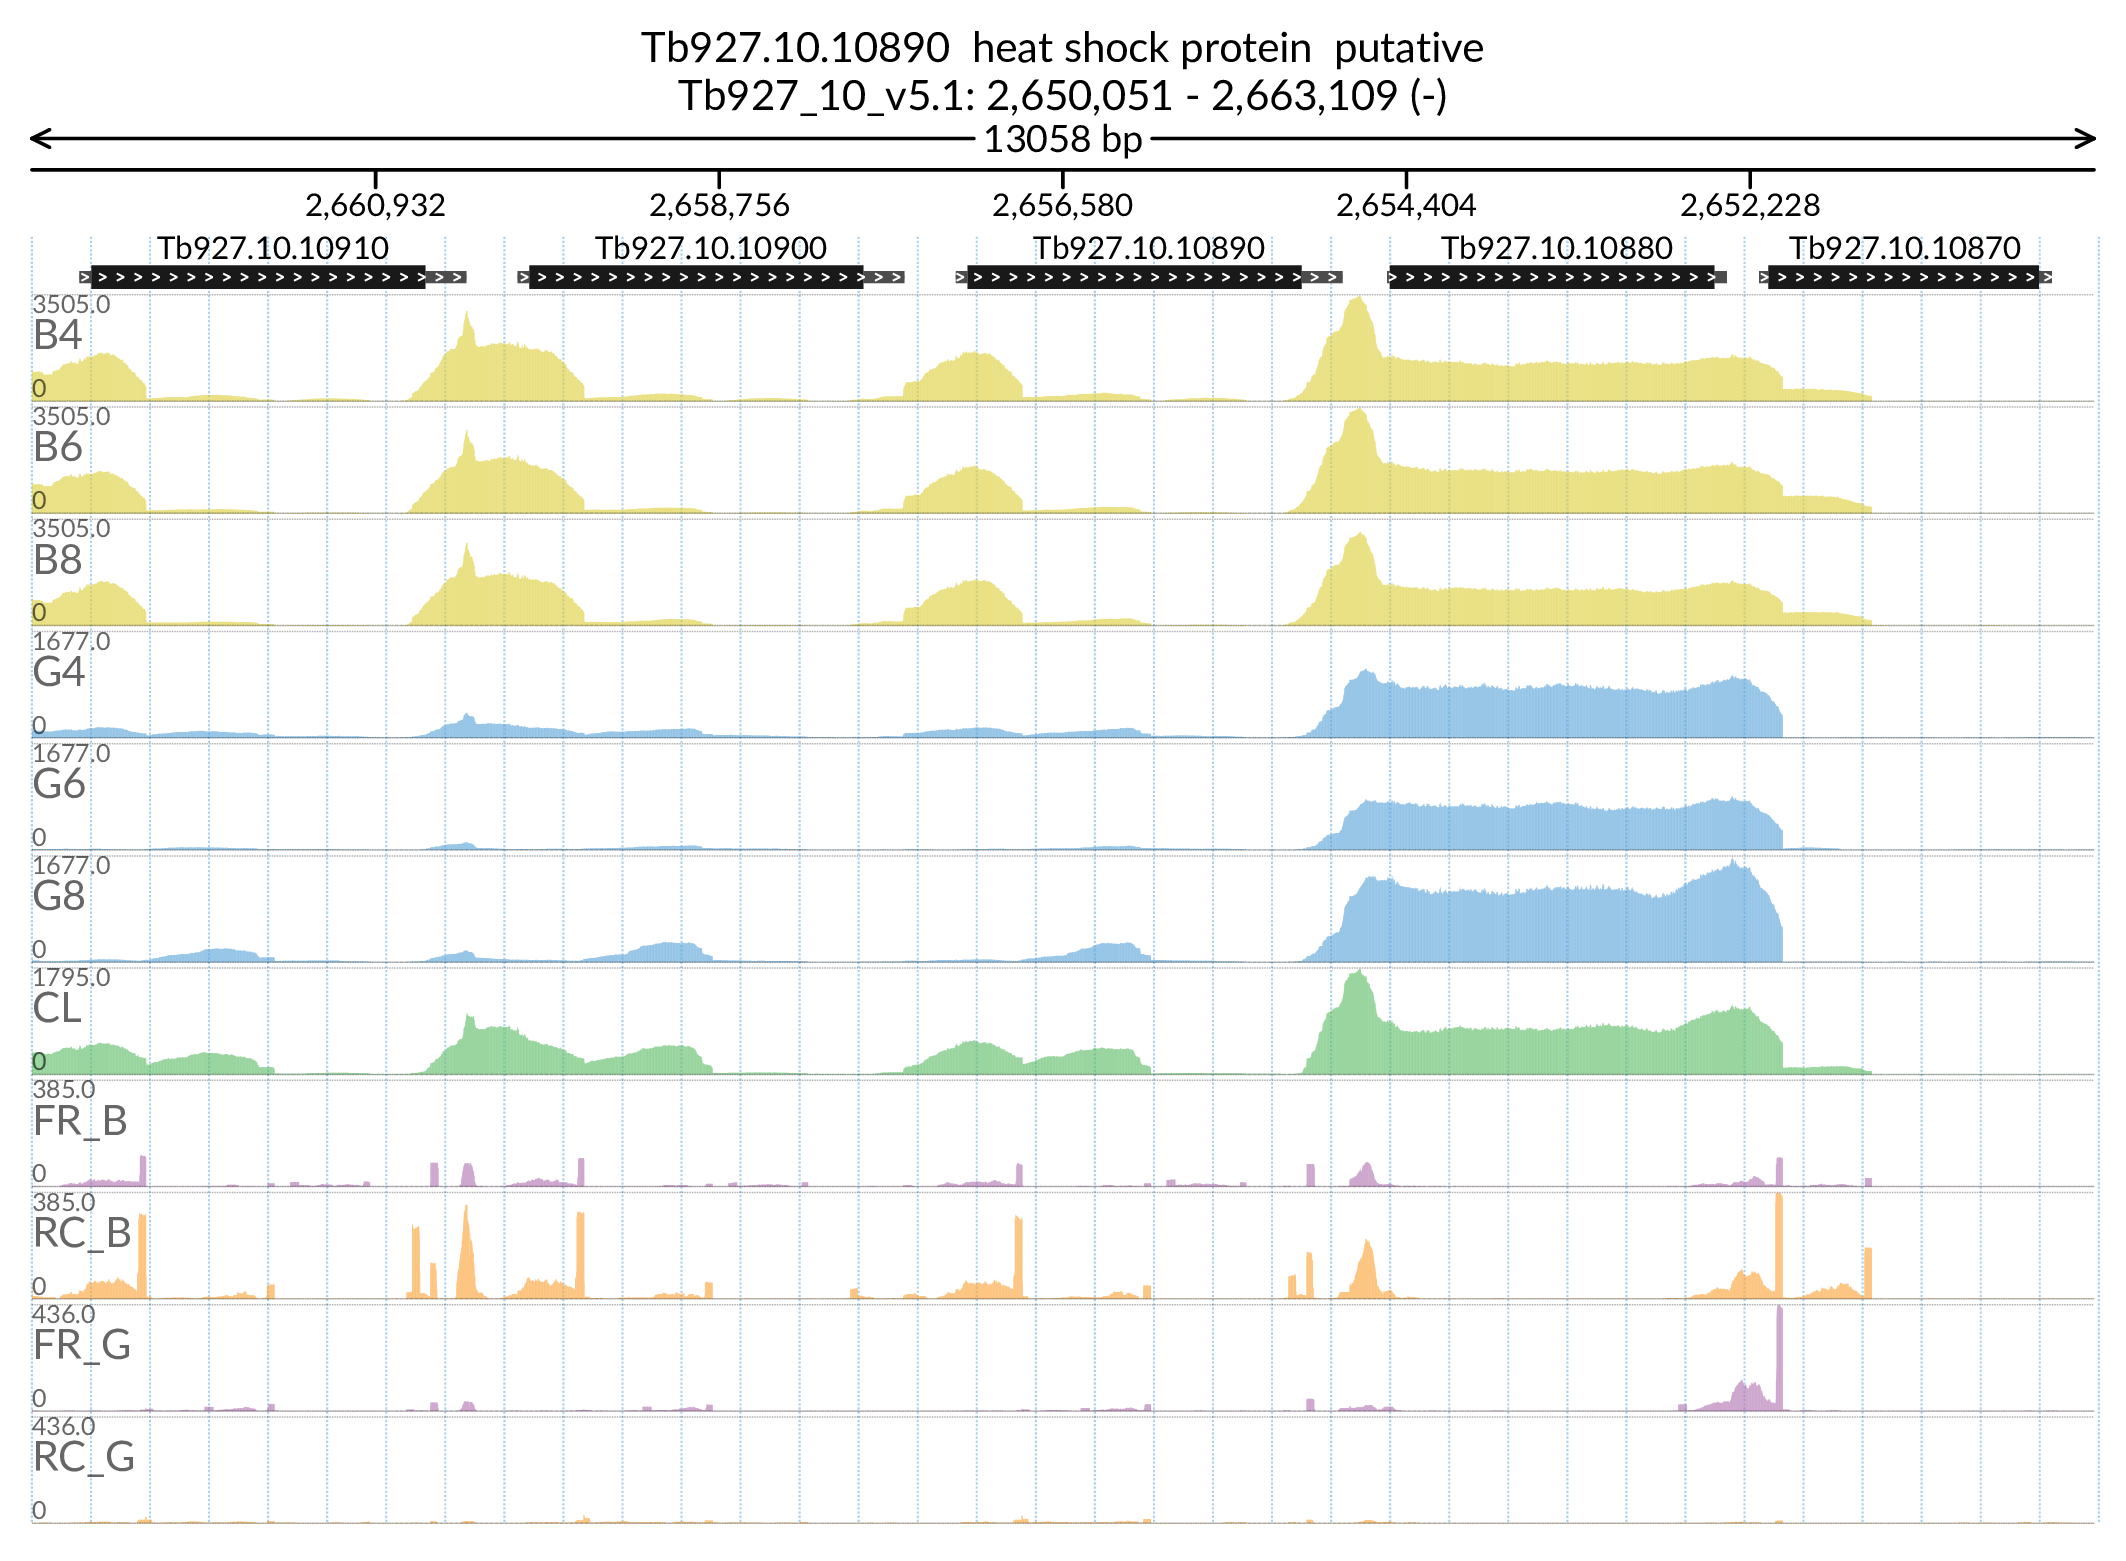 Tb927.10.10890  heat shock protein  putative
Tb927_10_v5.1: 2,650,051 - 2,663,109 (-)
13058 bp
2,660,932 2,658,756 2,656,580 2,654,404 2,652,228
Tb927.10.10910 Tb927.10.10900 Tb927.10.10890 Tb927.10.10880 Tb927.10.10870
3505.0
B4
0
3505.0
B6
0
3505.0
B8
0
1677.0
G4
0
1677.0
G6
0
1677.0
G8
0
1795.0
CL
0
385.0
FR_B
0
385.0
RC_B
0
436.0
FR_G
0
436.0
RC_G
0